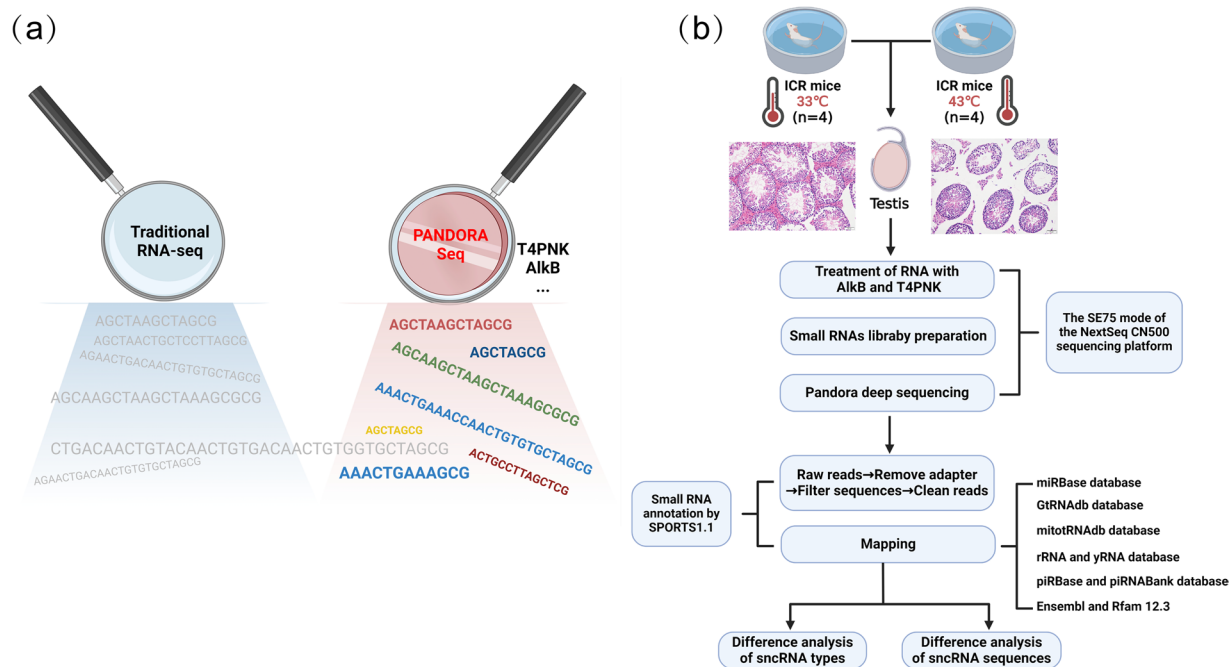 (a)
Traditional
RNA-seq
PANDORA
Seq
T4PNK
AlkB
...
AGCTAAGCTAGCG
AGCTAACTGCTCCTTAGCG
AGAACTGACAACTGTGTGCTAGCG
AGCAAGCTAAGCTAAAGCGCG
CTGACAACTGTACAACTGTGACAACTGTGGTGCTAGCG
AGAACTGACAACTGTGTGCTAGCG
AGCTAAGCTAGCG
AGCTAGCG
AGCAAGCTAAGCTAAAGCGCG
AAACTGAAACCAACTGTGTGCTAGCG
AGCTAGCG
ACTGCCTTAGCTCG
AAACTGAAAGCG
(b)
ICR mice
33℃
(n=4)
ICR mice
43℃
(n=4)
Testis
Treatment of RNA with
AlkB and T4PNK
Small RNAs libraby preparation
Pandora deep sequencing
The SE75 mode of
the NextSeq CN500
sequencing platform
Raw reads→Remove adapter
→Filter sequences→Clean reads
Small RNA
annotation by
SPORTS1.1
Mapping
miRBase database
GtRNAdb database
mitotRNAdb database
rRNA and yRNA database
piRBase and piRNABank database
Ensembl and Rfam 12.3
Difference analysis
of sncRNA types
Difference analysis
of sncRNA sequences